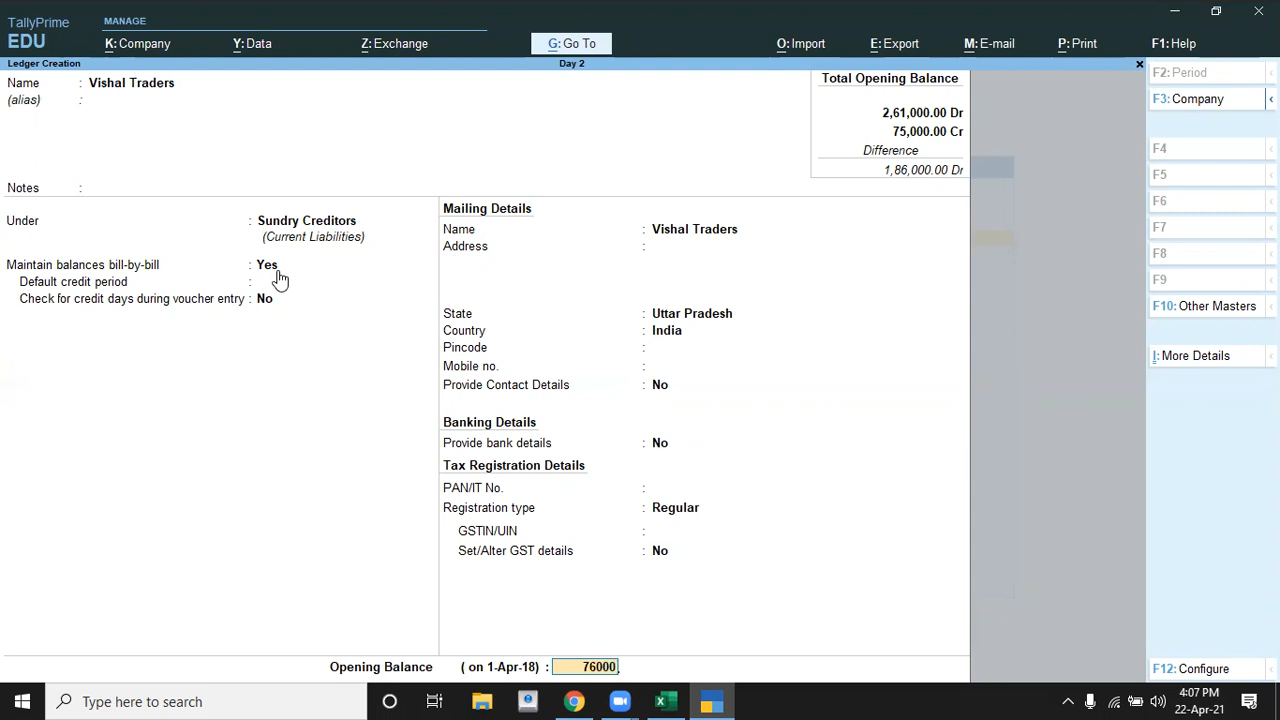 TallyPrime
EDU
MANAGE
K: Company
Y: Data
Z: Exchange
G: Go To
O: Import
E: Export
M: E-mail
P: Print
F1: Help
Ledger Creation
Day 2
Name : Vishal Traders
(alias) :
Notes :
Total Opening Balance
2,61,000.00 Dr
75,000.00 Cr
Difference
1,86,000.00 Dr
Under : Sundry Creditors
(Current Liabilities)
Maintain balances bill-by-bill : Yes
Default credit period :
Check for credit days during voucher entry : No
Mailing Details
Name : Vishal Traders
Address :
State : Uttar Pradesh
Country : India
Pincode :
Mobile no. :
Provide Contact Details : No
Banking Details
Provide bank details : No
Tax Registration Details
PAN/IT No. :
Registration type : Regular
GSTIN/UIN :
Set/Alter GST details : No
Opening Balance ( on 1-Apr-18) : 76000
F2: Period
F3: Company
F4
F5
F6
F7
F8
F9
F10: Other Masters
I: More Details
F12: Configure
Type here to search
4:07 PM
22-Apr-21